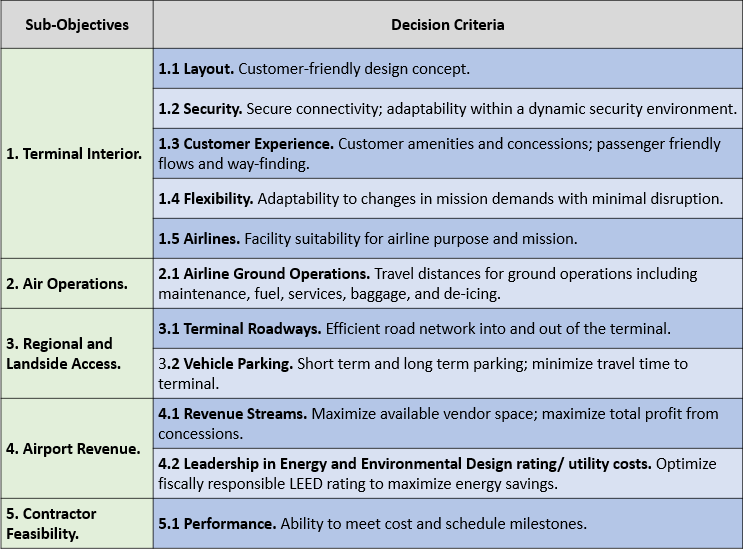 Sub-Objectives
Decision Criteria
1. Terminal Interior.
1.1 Layout. Customer-friendly design concept.
1.2 Security. Secure connectivity; adaptability within a dynamic security environment.
1.3 Customer Experience. Customer amenities and concessions; passenger friendly
flows and way-finding.
1.4 Flexibility. Adaptability to changes in mission demands with minimal disruption.
1.5 Airlines. Facility suitability for airline purpose and mission.
2. Air Operations.
2.1 Airline Ground Operations. Travel distances for ground operations including
maintenance, fuel, services, baggage, and de-icing.
3. Regional and
Landside Access.
3.1 Terminal Roadways. Efficient road network into and out of the terminal.
3.2 Vehicle Parking. Short term and long term parking; minimize travel time to
terminal.
4. Airport Revenue.
4.1 Revenue Streams. Maximize available vendor space; maximize total profit from
concessions.
4.2 Leadership in Energy and Environmental Design rating/ utility costs. Optimize
fiscally responsible LEED rating to maximize energy savings.
5. Contractor
Feasibility.
5.1 Performance. Ability to meet cost and schedule milestones.